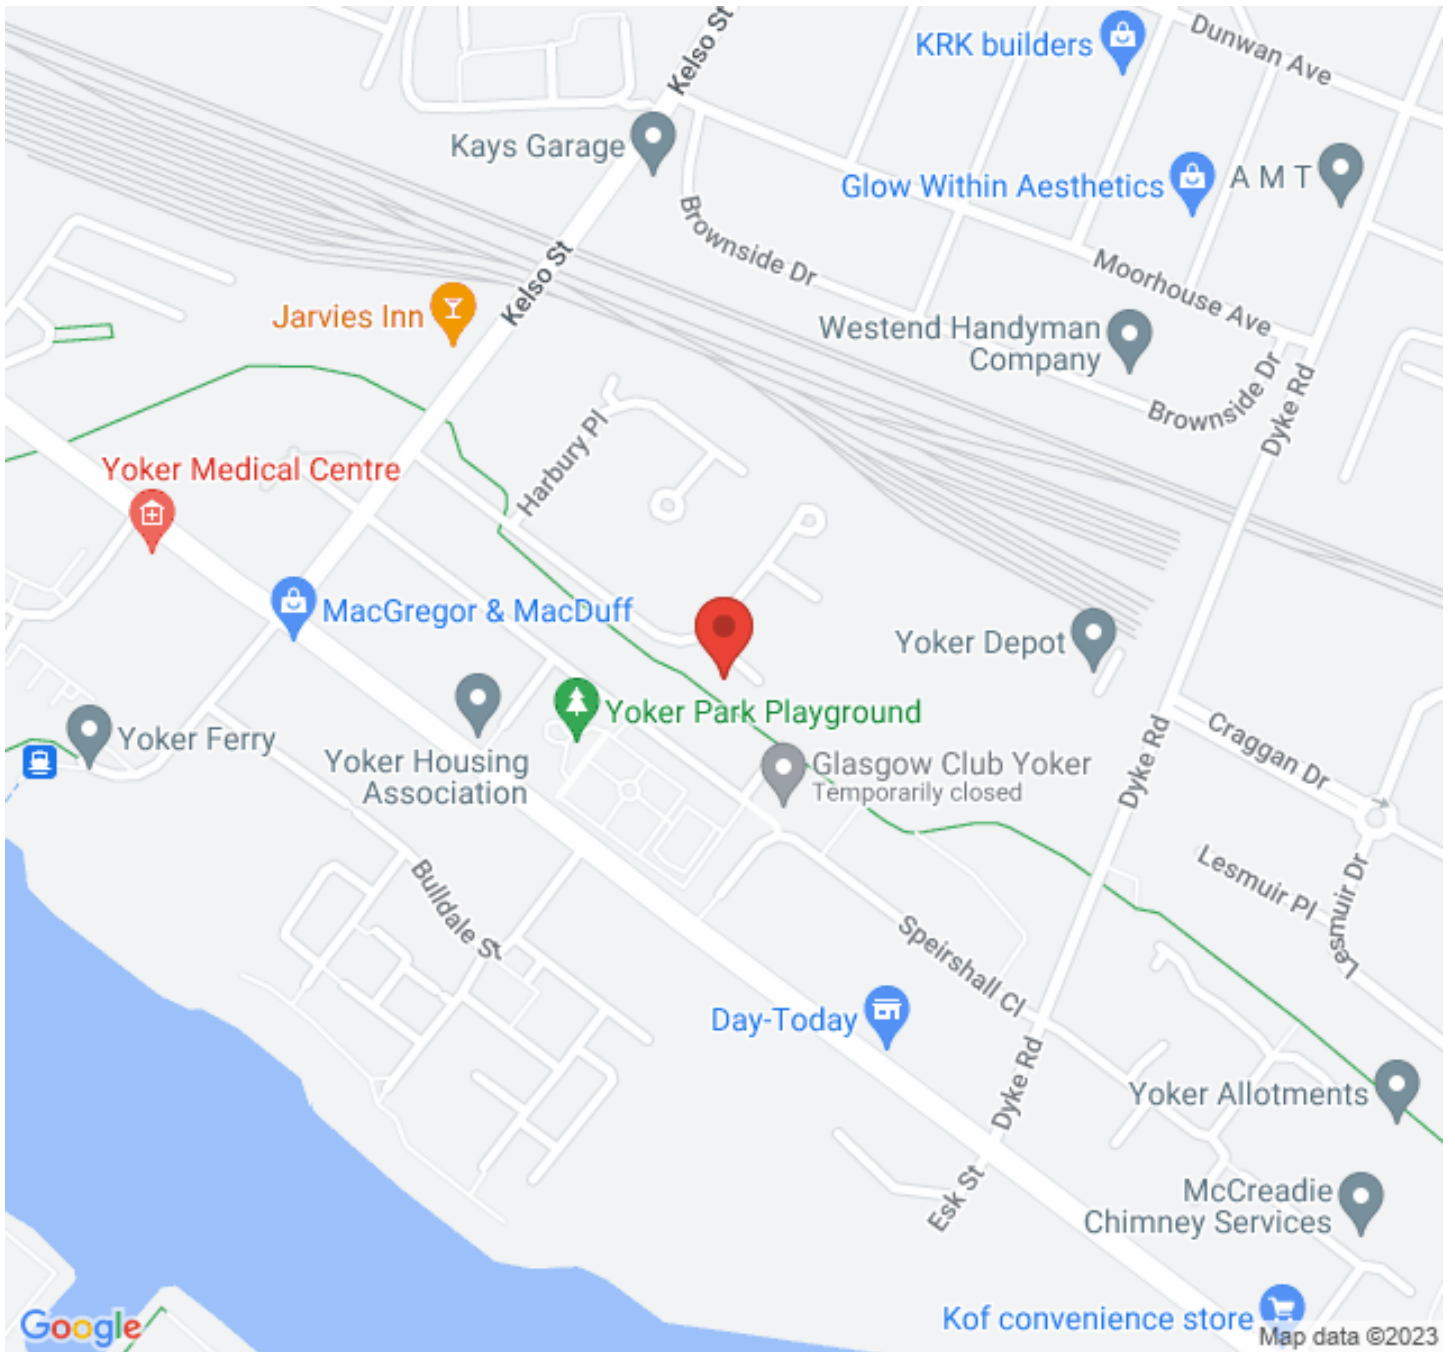 Kelso St
Dunwan Ave
KRK builders
Kays Garage
Glow Within Aesthetics
A M T
Brownside Dr
Moorhouse Ave
Kelso St
Jarvies Inn
Westend Handyman
Company
Brownside Dr
Dyke Rd
Harbury Pl
Yoker Medical Centre
MacGregor & MacDuff
Yoker Depot
Yoker Park Playground
Yoker Ferry
Yoker Housing
Association
Glasgow Club Yoker
Temporarily closed
Dyke Rd
Craggan Dr
Lesmuir Pl
Lesmuir Dr
Bulldale St
Speirshall Cl
Day-Today
Dyke Rd
Yoker Allotments
Esk St
McCreadie
Chimney Services
Kof convenience store
Google
Map data ©2023